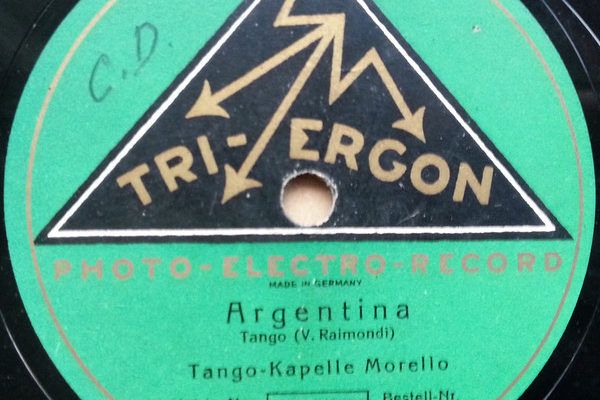 C.D.
TRI-ERGON
PHOTO-ELECTRO-RECORD
MADE IN GERMANY
Argentina
Tango (V. Raimondi)
Tango-Kapelle Morello
Bestell-Nr.